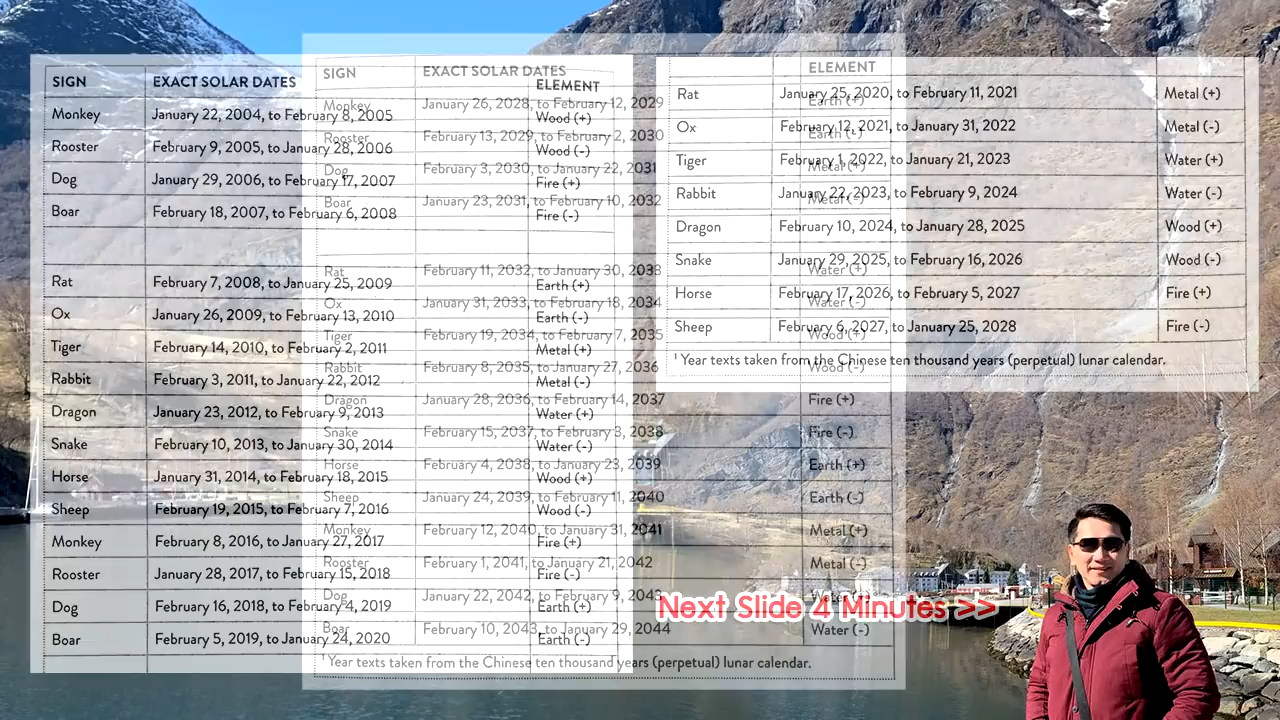 SIGN EXACT SOLAR DATES ELEMENT
Monkey January 22, 2004, to February 8, 2005 Wood (+)
Rooster February 9, 2005, to January 28, 2006 Wood (-)
Dog January 29, 2006, to February 17, 2007 Fire (+)
Boar February 18, 2007, to February 6, 2008 Fire (-)
Rat February 7, 2008, to January 25, 2009 Earth (+)
Ox January 26, 2009, to February 13, 2010 Earth (-)
Tiger February 14, 2010, to February 2, 2011 Metal (+)
Rabbit February 3, 2011, to January 22, 2012 Metal (-)
Dragon January 23, 2012, to February 9, 2013 Water (+)
Snake February 10, 2013, to January 30, 2014 Water (-)
Horse January 31, 2014, to February 18, 2015 Wood (+)
Sheep February 19, 2015, to February 7, 2016 Wood (-)
Monkey February 8, 2016, to January 27, 2017 Fire (+)
Rooster January 28, 2017, to February 15, 2018 Fire (-)
Dog February 16, 2018, to February 4, 2019 Earth (+)
Boar February 5, 2019, to January 24, 2020 Earth (-)
SIGN EXACT SOLAR DATES ELEMENT
Monkey January 26, 2028, to February 12, 2029 Earth (+)
Rooster February 13, 2029, to February 2, 2030 Earth (-)
Dog February 3, 2030, to January 22, 2031 Metal (+)
Boar January 23, 2031, to February 10, 2032 Metal (-)
Rat February 11, 2032, to January 30, 2033 Water (+)
Ox January 31, 2033, to February 18, 2034 Water (-)
Tiger February 19, 2034, to February 7, 2035 Wood (+)
Rabbit February 8, 2035, to January 27, 2036 Wood (-)
Dragon January 28, 2036, to February 14, 2037 Fire (+)
Snake February 15, 2037, to February 3, 2038 Fire (-)
Horse February 4, 2038, to January 23, 2039 Earth (+)
Sheep January 24, 2039, to February 11, 2040 Earth (-)
Monkey February 12, 2040, to January 31, 2041 Metal (+)
Rooster February 1, 2041, to January 21, 2042 Metal (-)
Dog January 22, 2042, to February 9, 2043 Water (+)
Boar February 10, 2043, to January 29, 2044 Water (-)
¹ Year texts taken from the Chinese ten thousand years (perpetual) lunar calendar.
Rat January 25, 2020, to February 11, 2021 Metal (+)
Ox February 12, 2021, to January 31, 2022 Metal (-)
Tiger February 1, 2022, to January 21, 2023 Water (+)
Rabbit January 22, 2023, to February 9, 2024 Water (-)
Dragon February 10, 2024, to January 28, 2025 Wood (+)
Snake January 29, 2025, to February 16, 2026 Wood (-)
Horse February 17, 2026, to February 5, 2027 Fire (+)
Sheep February 6, 2027, to January 25, 2028 Fire (-)
¹ Year texts taken from the Chinese ten thousand years (perpetual) lunar calendar.
Next Slide 4 Minutes >>